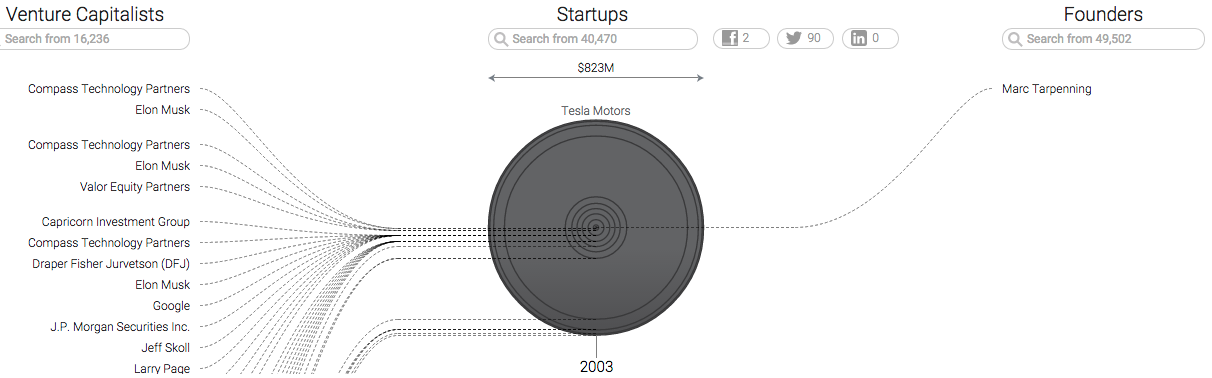 Venture Capitalists
Startups
Founders
Search from 16,236
Search from 40,470
2
90
0
Search from 49,502
$823M
Tesla Motors
Compass Technology Partners
Elon Musk
Compass Technology Partners
Elon Musk
Valor Equity Partners
Capricorn Investment Group
Compass Technology Partners
Draper Fisher Jurvetson (DFJ)
Elon Musk
Google
J.P. Morgan Securities Inc.
Jeff Skoll
Larry Page
Marc Tarpenning
2003